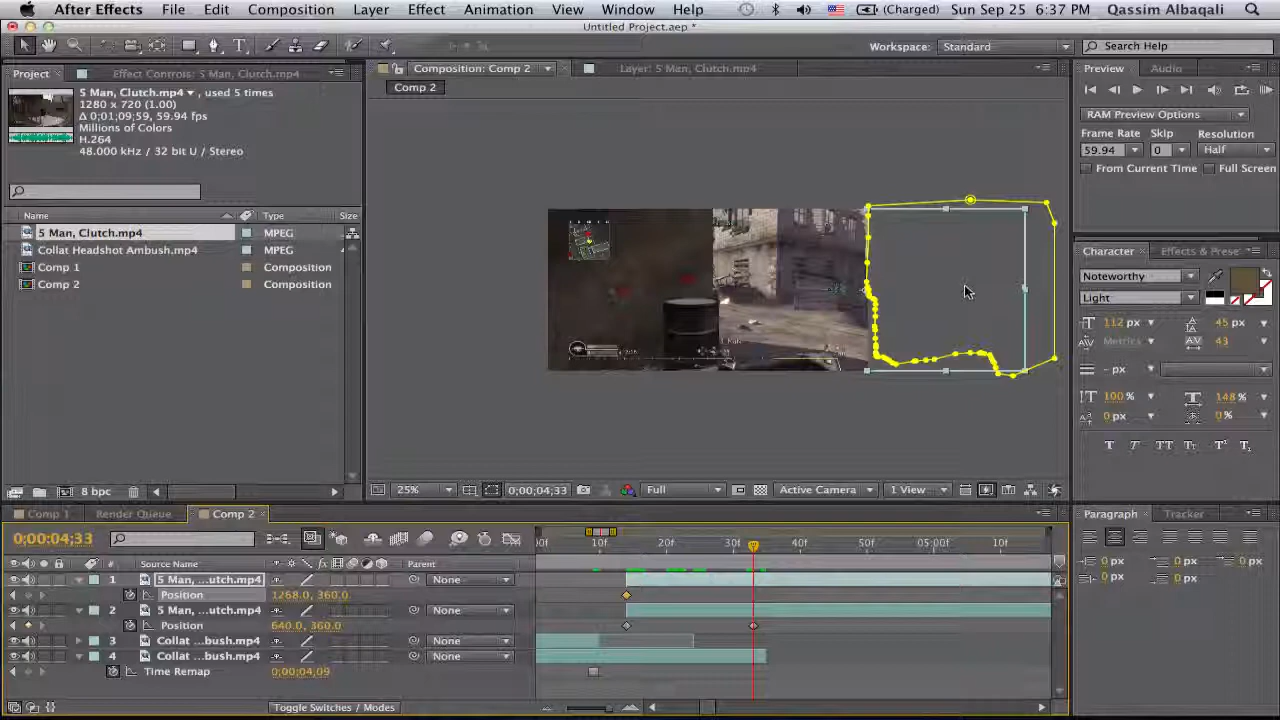 After Effects File Edit Composition Layer Effect Animation View Window Help (Charged) Sun Sep 25 6:37 PM Qassim Albaqali
Untitled Project.aep *
Workspace: Standard Search Help
Project Effect Controls: 5 Man, Clutch.mp4
5 Man, Clutch.mp4 , used 5 times
1280 x 720 (1.00)
Δ 0;01;09;59, 59.94 fps
Millions of Colors
H.264
48.000 kHz / 32 bit U / Stereo
Name Type Size
5 Man, Clutch.mp4 MPEG
Collat Headshot Ambush.mp4 MPEG
Comp 1 Composition
Comp 2 Composition
8 bpc
Composition: Comp 2 Layer: 5 Man, Clutch.mp4
Comp 2
25% 0;00;04;33 Full Active Camera 1 View
Preview Audio
RAM Preview Options
Frame Rate Skip Resolution
59.94 0 Half
From Current Time Full Screen
Character Effects & Prese
Noteworthy
Light
112 px 45 px
Metrics 43
- px
100 % 148 %
0 px 0 %
T T TT Tt T¹ T₁
Comp 1 Render Queue Comp 2
0;00;04;33
:00f 10f 20f 30f 40f 05:00f 10f
# Source Name Parent
1 5 Man, ...utch.mp4 None
Position 1268.0, 360.0
2 5 Man, ...utch.mp4 None
Position 640.0, 360.0
3 Collat ...bush.mp4 None
4 Collat ...bush.mp4 None
Time Remap 0;00;04;09
Toggle Switches / Modes
Paragraph Tracker
0 px 0 px 0 px
0 px 0 px